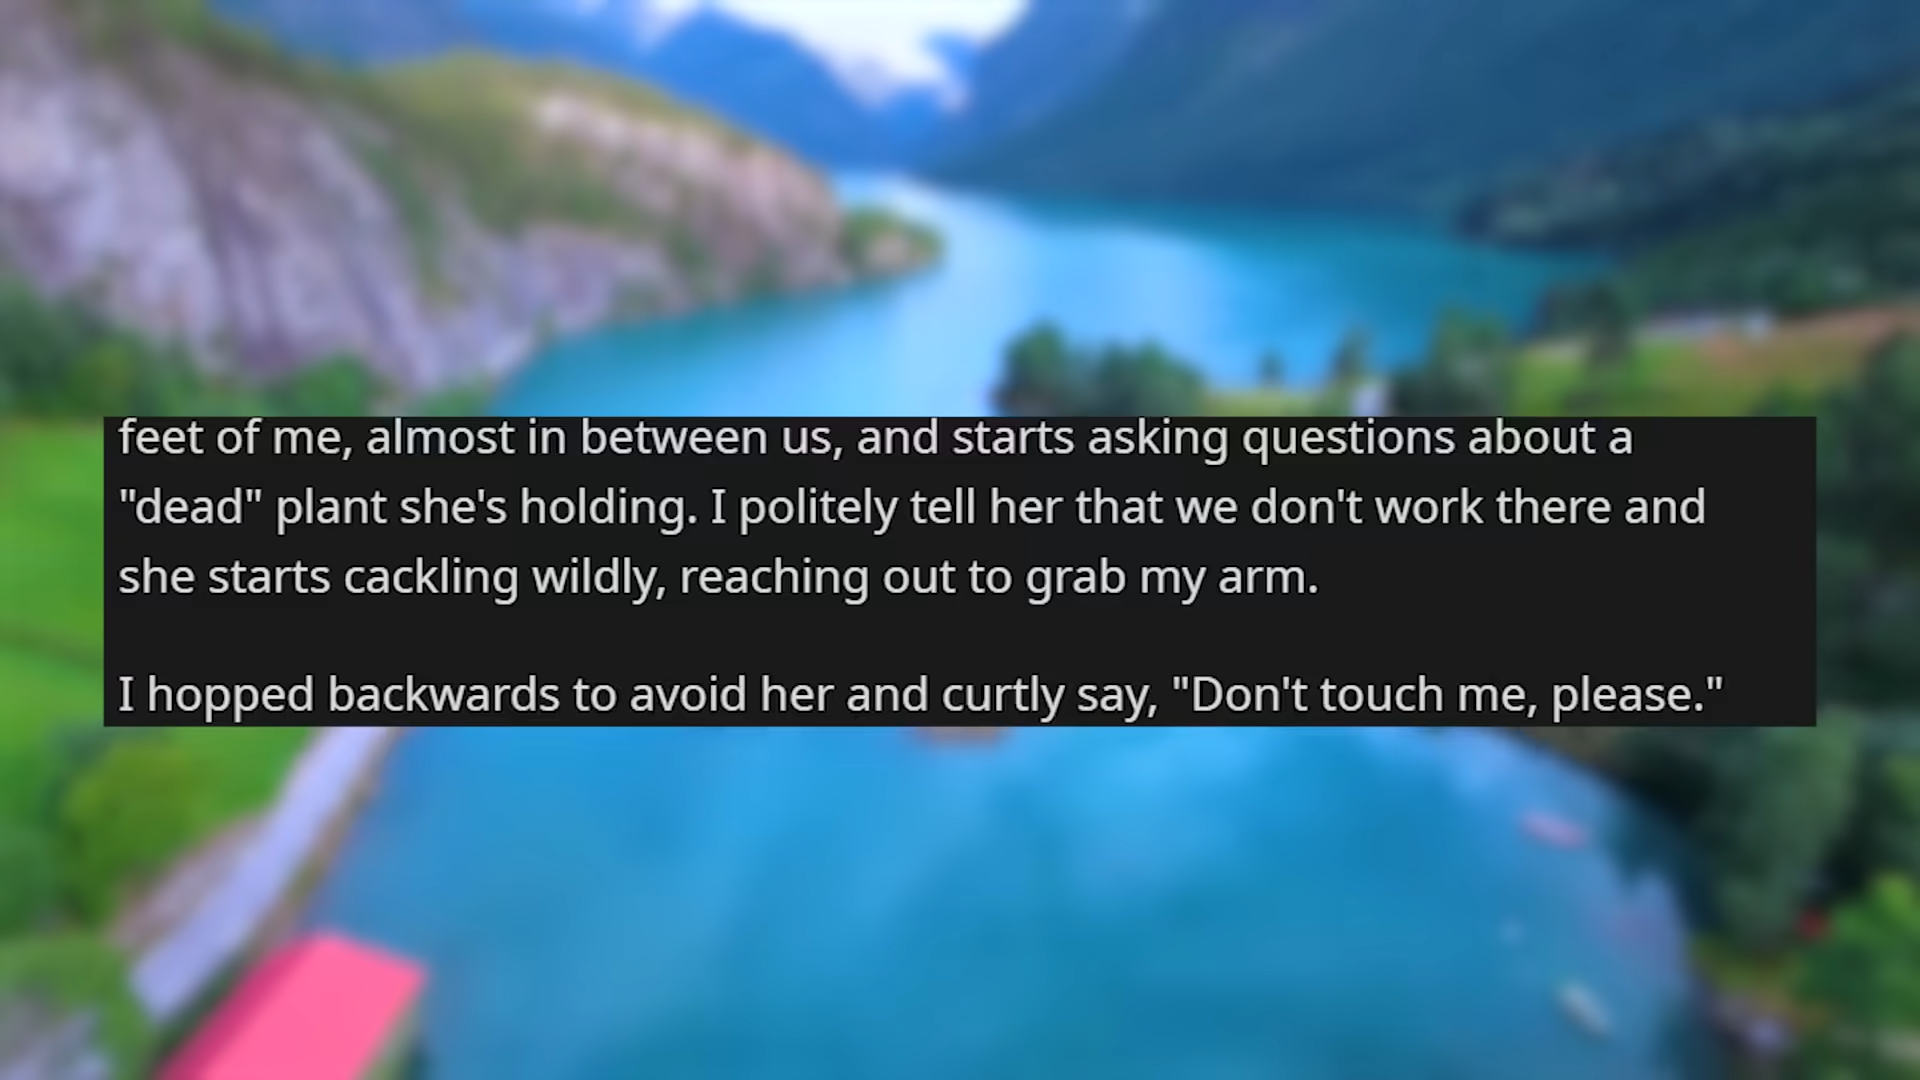 feet of me, almost in between us, and starts asking questions about a
"dead" plant she's holding. I politely tell her that we don't work there and
she starts cackling wildly, reaching out to grab my arm.
I hopped backwards to avoid her and curtly say, "Don't touch me, please."